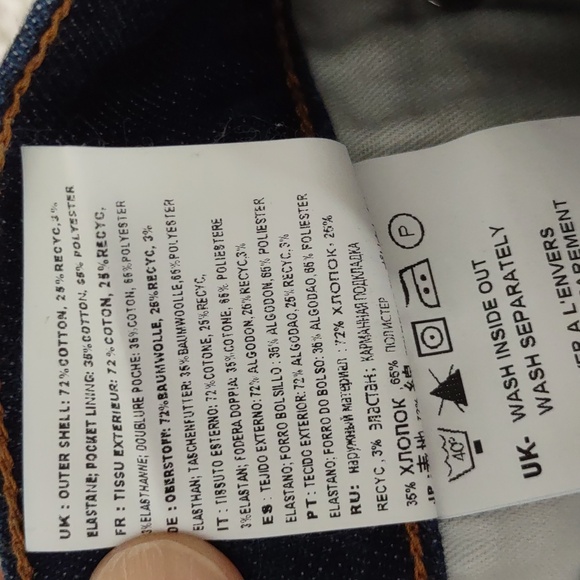 UK : OUTER SHELL: 72% COTTON, 25% RECYC, 3%
ELASTANE; POCKET LINING: 35% COTTON, 65% POLYESTER
FR : TISSU EXTERIEUR: 72% COTON, 25% RECYC,
3%ELASTHANNE; DOUBLURE POCHE: 35%COTON, 65% POLYESTER
DE : OBERSTOFF: 72% BAUMWOLLE, 25%RECYC, 3%
ELASTHAN; TASCHENFUTTER: 35%BAUMWOLLE,65%POLYESTER
IT : TISSUTO ESTERNO: 72%COTONE, 25%RECYC,
3%ELASTAN; FODERA DOPPIA: 35%COTONE, 65% POLIESTERE
ES : TEJIDO EXTERNO: 72% ALGODON,25%RECYC,3%
ELASTANO; FORRO BOLSILLO : 35% ALGODON,65% POLIESTER
PT : TECIDO EXTERIOR: 72% ALGODAO,25%RECYC,3%
ELASTANO; FORRO DO BOLSO: 35% ALGODAO,65% POLIESTER
RU: наружный материал : 72% ХЛОПОК, 25%
RECYC , 3% ЭЛАСТАН; КАРМАННАЯ ПОДКЛАДКА
35% ХЛОПОК 65% ПОЛИСТЕР
40°
P
UK- WASH INSIDE OUT
WASH SEPARATELY
A L'ENVERS